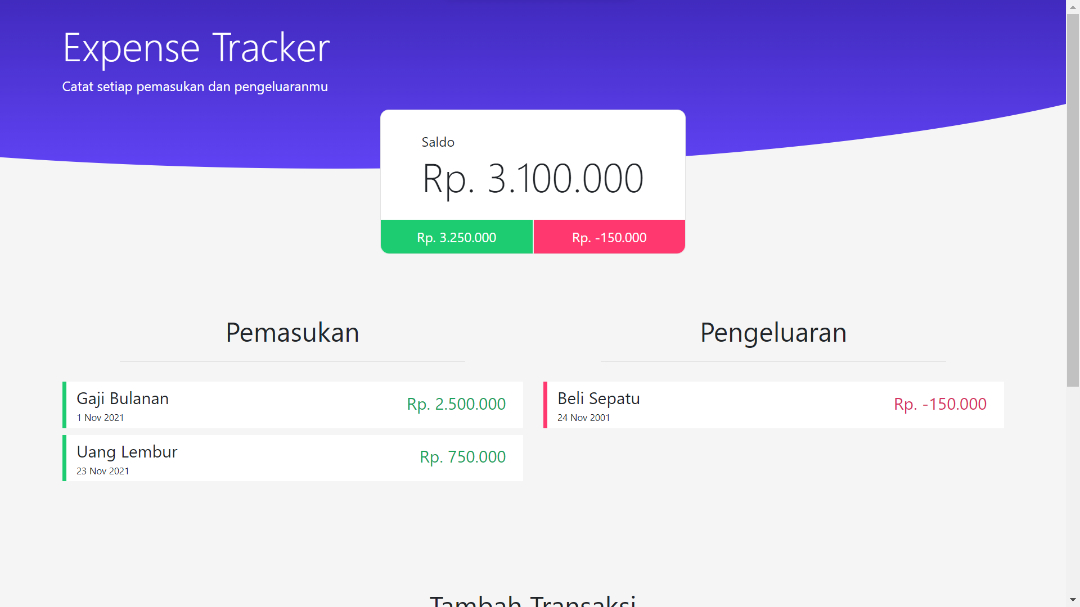 Expense Tracker
Catat setiap pemasukan dan pengeluaranmu
Saldo
Rp. 3.100.000
Rp. 3.250.000
Rp. -150.000
Pemasukan
Gaji Bulanan
Rp. 2.500.000
1 Nov 2021
Uang Lembur
Rp. 750.000
23 Nov 2021
Pengeluaran
Beli Sepatu
Rp. -150.000
24 Nov 2001
Tambah Transaksi